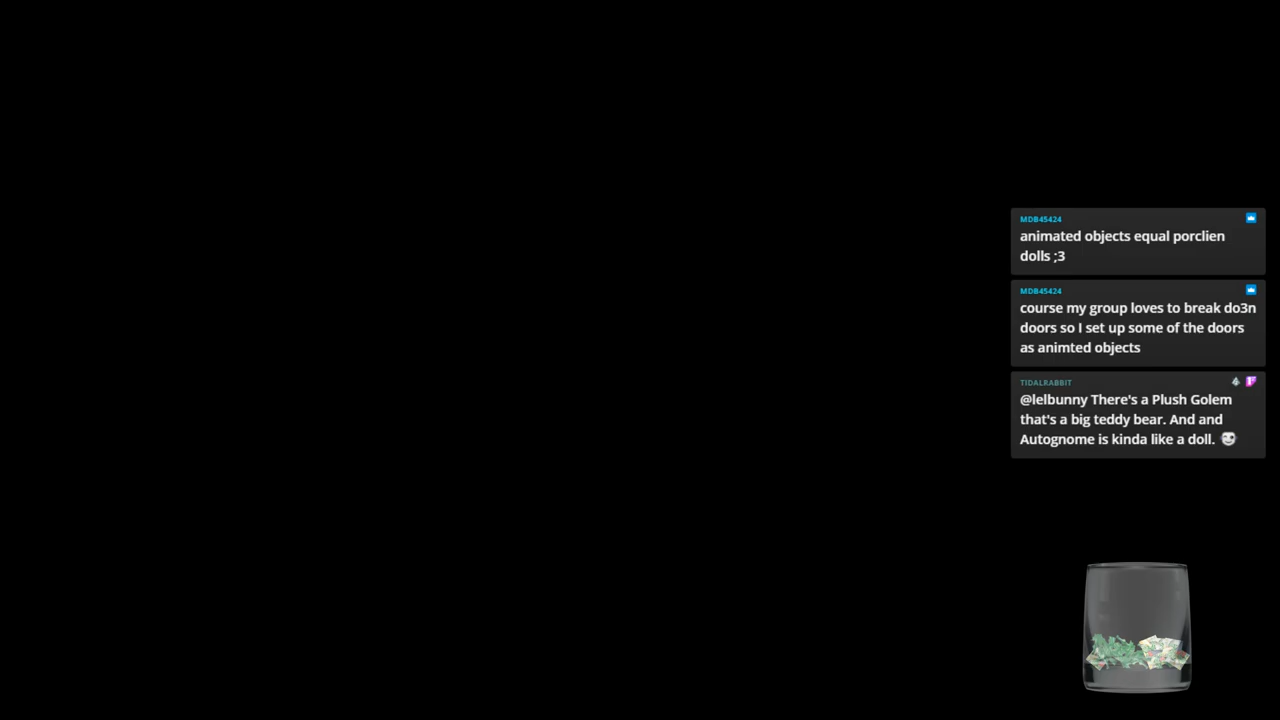 MDB45424
animated objects equal porclien
dolls ;3
MDB45424
course my group loves to break do3n
doors so I set up some of the doors
as animted objects
TIDALRABBIT
@lelbunny There's a Plush Golem
that's a big teddy bear. And and
Autognome is kinda like a doll.